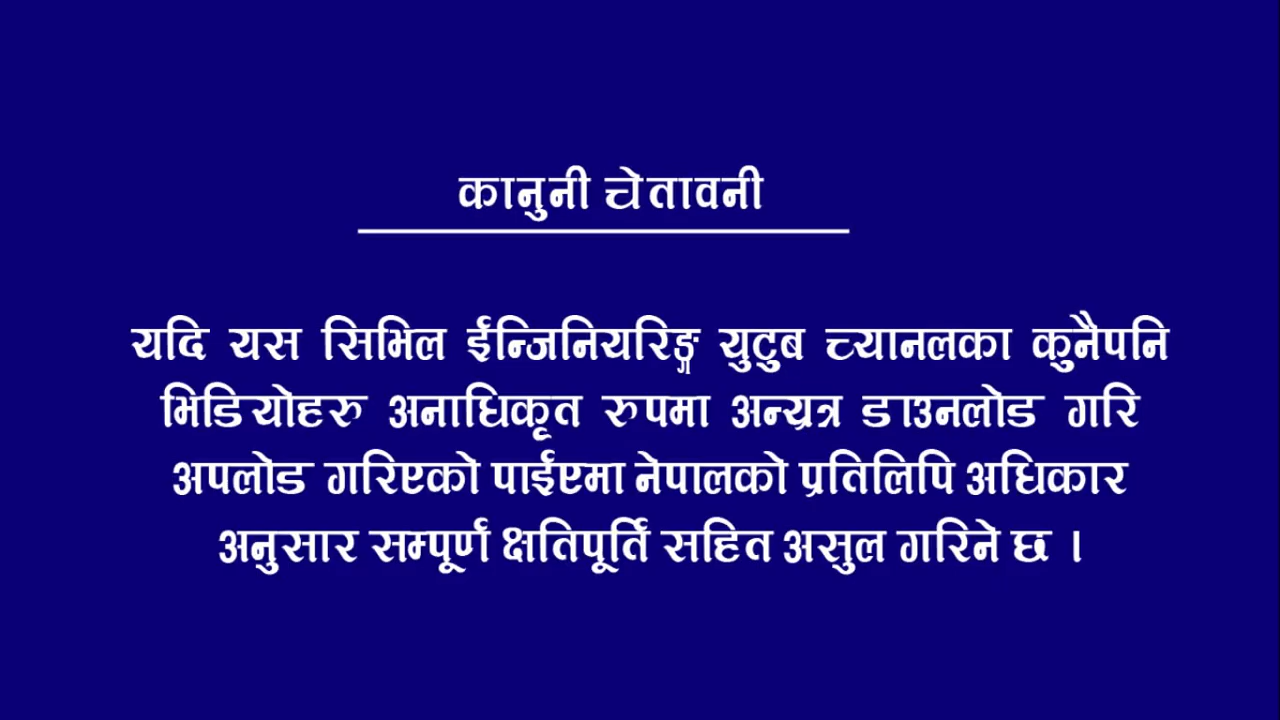 कानुनी चेतावनी
यदि यस सिभिल ईन्जिनियरिङ्ग युटुब च्यानलका कुनैपनि
भिडियोहरु अनाधिकृत रुपमा अन्यत्र डाउनलोड गरि
अपलोड गरिएको पाईएमा नेपालको प्रतिलिपि अधिकार
अनुसार सम्पूर्ण क्षतिपूर्ति सहित असुल गरिने छ ।